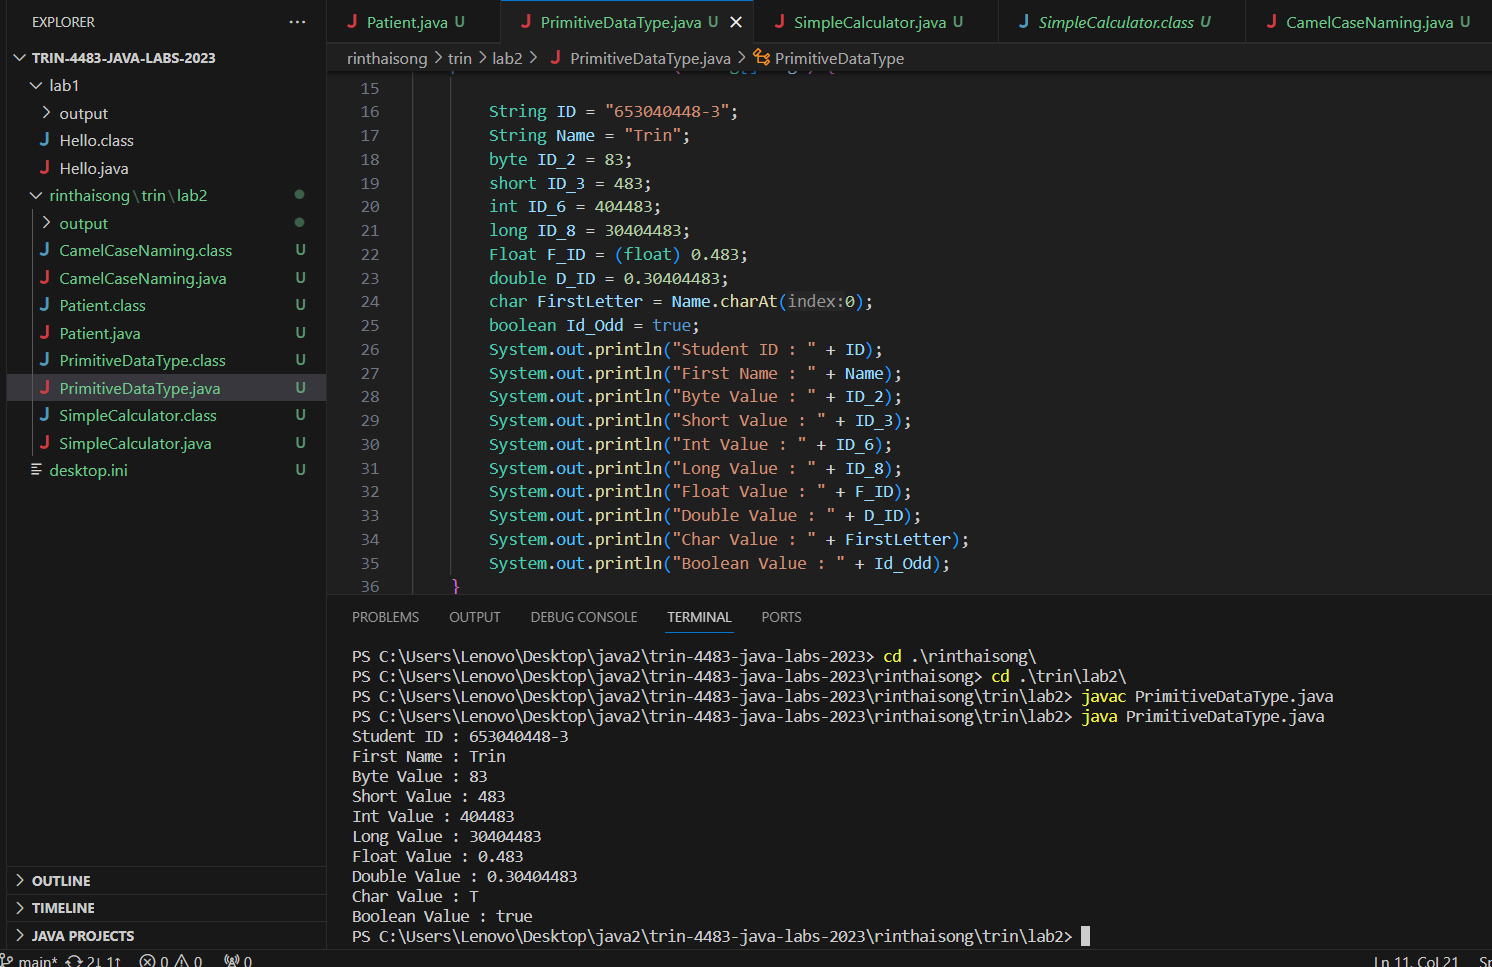 EXPLORER
TRIN-4483-JAVA-LABS-2023
lab1
output
Hello.class
Hello.java
rinthaisong\trin\lab2
output
CamelCaseNaming.class U
CamelCaseNaming.java U
Patient.class U
Patient.java U
PrimitiveDataType.class U
PrimitiveDataType.java U
SimpleCalculator.class U
SimpleCalculator.java U
desktop.ini U
OUTLINE
TIMELINE
JAVA PROJECTS
Patient.java U PrimitiveDataType.java U SimpleCalculator.java U SimpleCalculator.class U CamelCaseNaming.java U
rinthaisong > trin > lab2 > PrimitiveDataType.java > PrimitiveDataType
15
16 String ID = "653040448-3";
17 String Name = "Trin";
18 byte ID_2 = 83;
19 short ID_3 = 483;
20 int ID_6 = 404483;
21 long ID_8 = 30404483;
22 Float F_ID = (float) 0.483;
23 double D_ID = 0.30404483;
24 char FirstLetter = Name.charAt(index:0);
25 boolean Id_Odd = true;
26 System.out.println("Student ID : " + ID);
27 System.out.println("First Name : " + Name);
28 System.out.println("Byte Value : " + ID_2);
29 System.out.println("Short Value : " + ID_3);
30 System.out.println("Int Value : " + ID_6);
31 System.out.println("Long Value : " + ID_8);
32 System.out.println("Float Value : " + F_ID);
33 System.out.println("Double Value : " + D_ID);
34 System.out.println("Char Value : " + FirstLetter);
35 System.out.println("Boolean Value : " + Id_Odd);
36 }
PROBLEMS OUTPUT DEBUG CONSOLE TERMINAL PORTS
PS C:\Users\Lenovo\Desktop\java2\trin-4483-java-labs-2023> cd .\rinthaisong\
PS C:\Users\Lenovo\Desktop\java2\trin-4483-java-labs-2023\rinthaisong> cd .\trin\lab2\
PS C:\Users\Lenovo\Desktop\java2\trin-4483-java-labs-2023\rinthaisong\trin\lab2> javac PrimitiveDataType.java
PS C:\Users\Lenovo\Desktop\java2\trin-4483-java-labs-2023\rinthaisong\trin\lab2> java PrimitiveDataType.java
Student ID : 653040448-3
First Name : Trin
Byte Value : 83
Short Value : 483
Int Value : 404483
Long Value : 30404483
Float Value : 0.483
Double Value : 0.30404483
Char Value : T
Boolean Value : true
PS C:\Users\Lenovo\Desktop\java2\trin-4483-java-labs-2023\rinthaisong\trin\lab2>
main* 2↓ 1↑ 0 0 0 Ln 11, Col 21